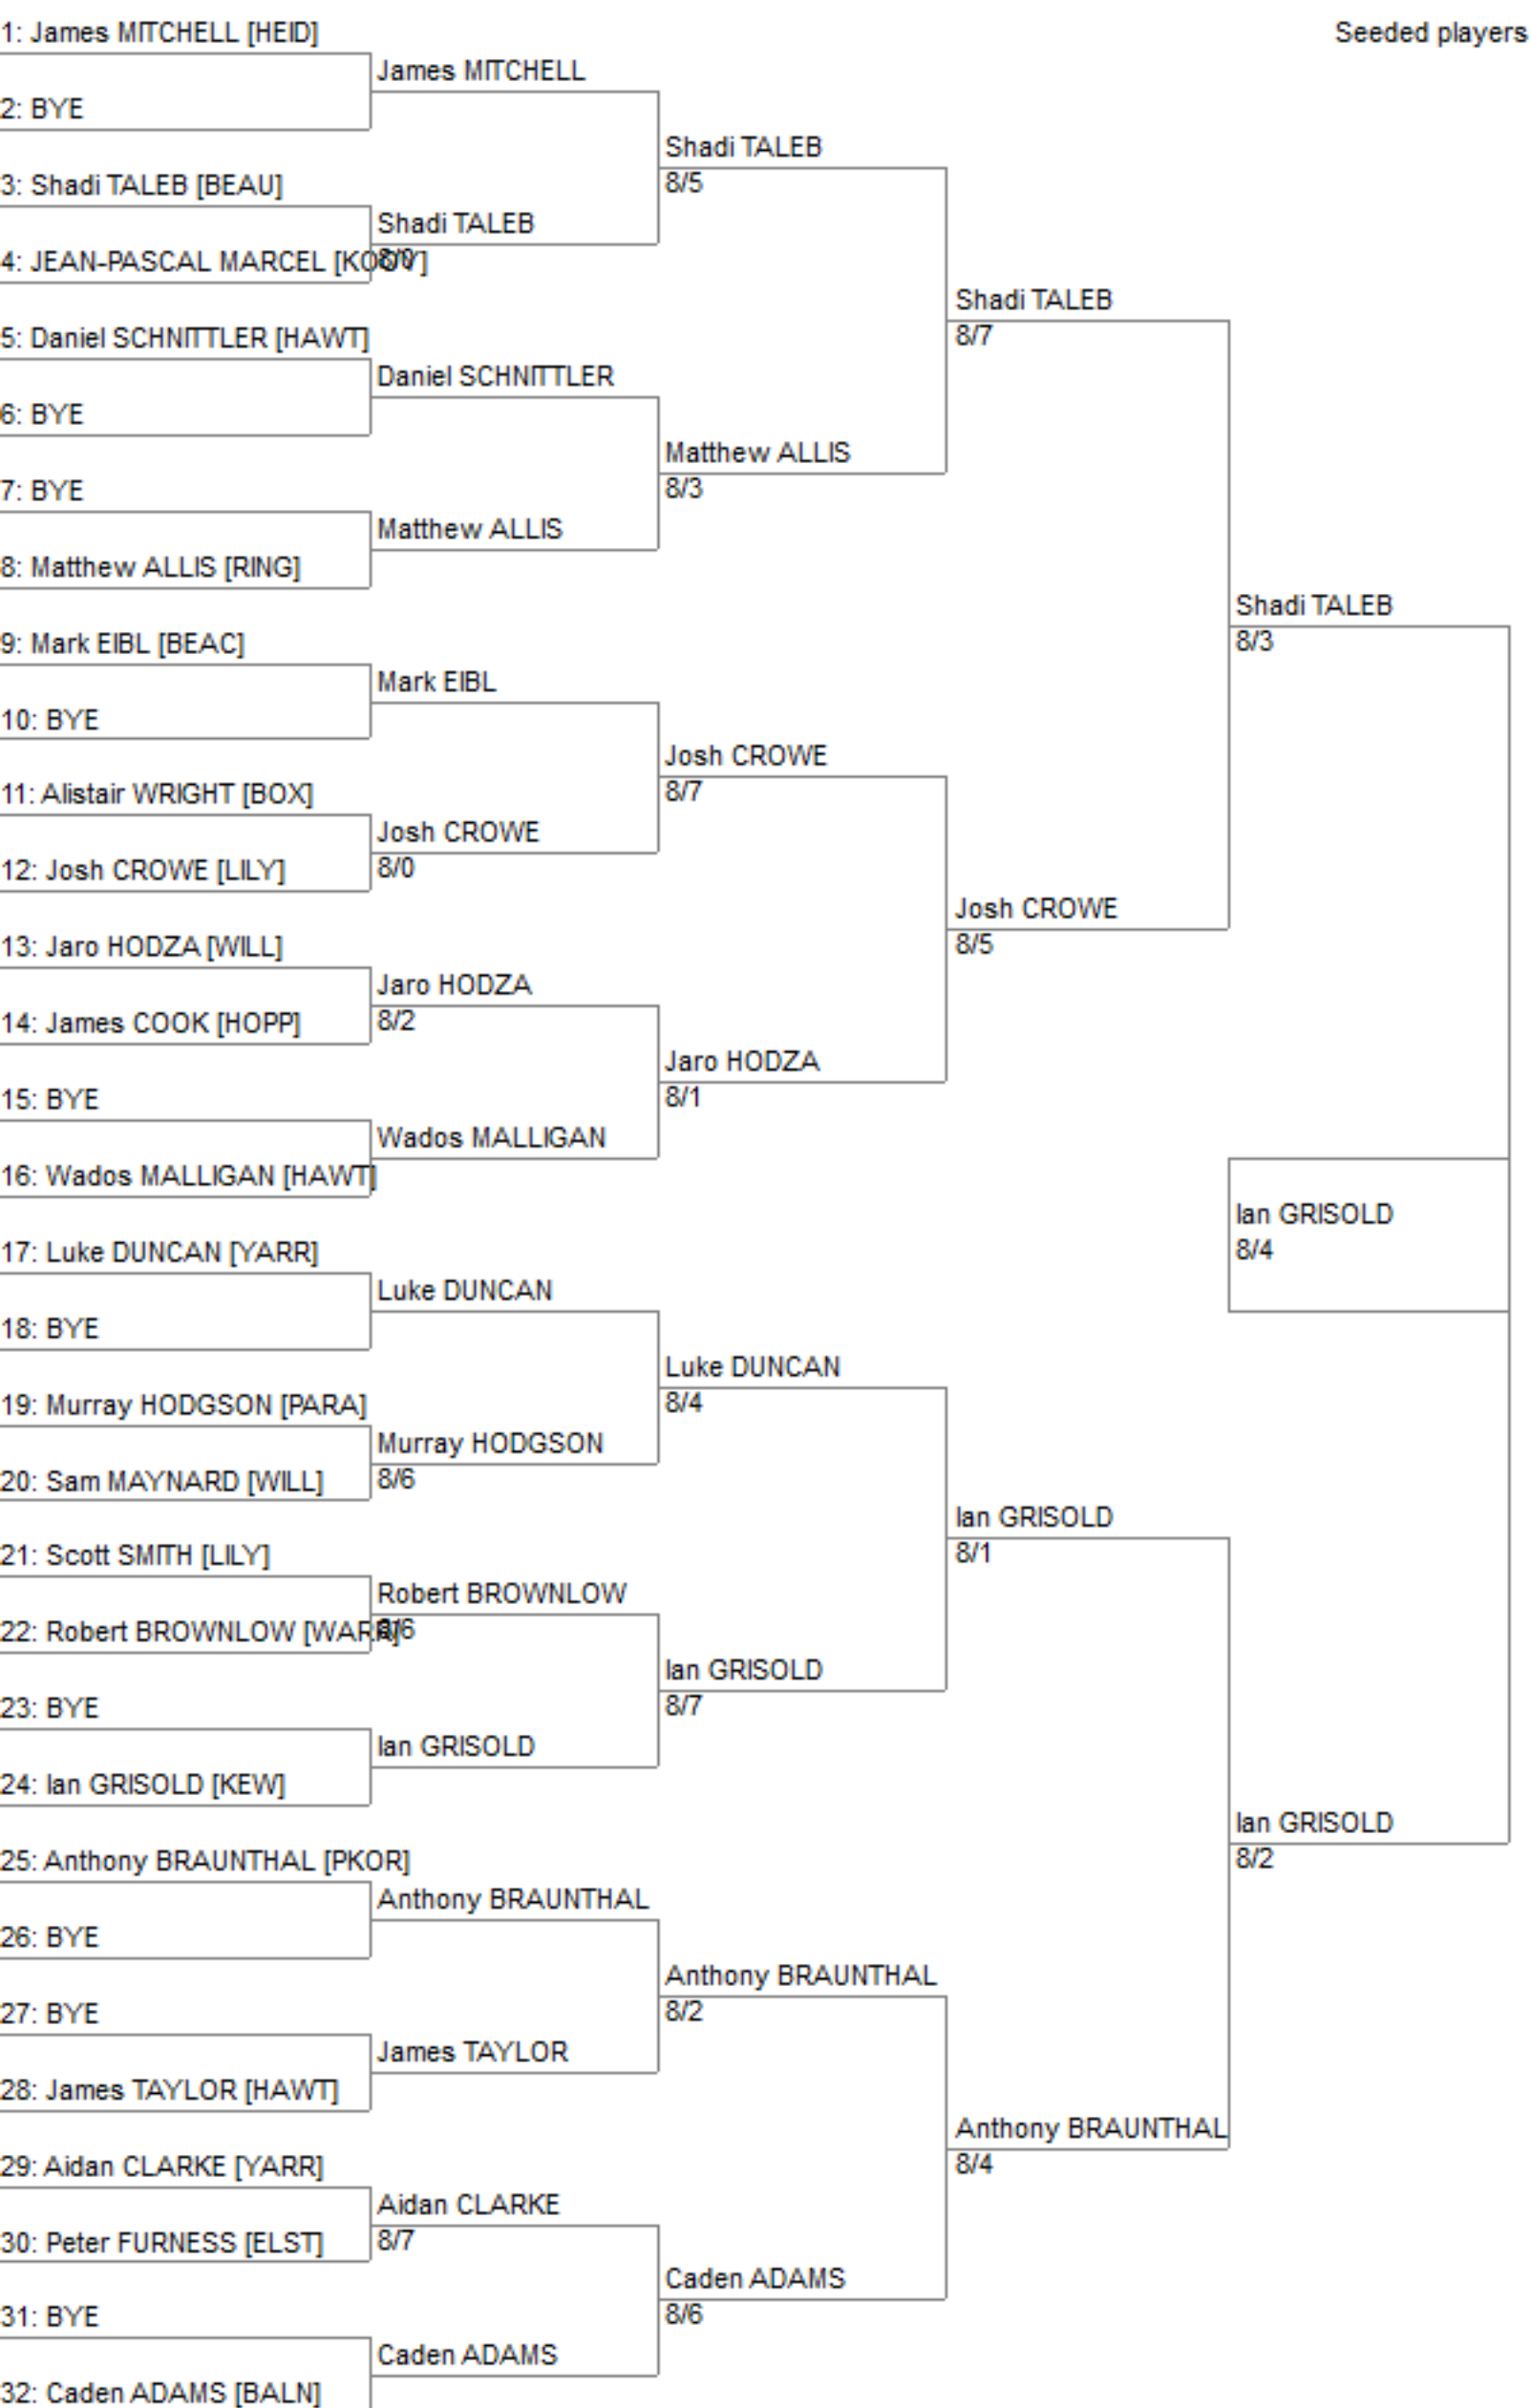 1: James MITCHELL [HEID]
2: BYE
3: Shadi TALEB [BEAU]
4: JEAN-PASCAL MARCEL [KOOY]
5: Daniel SCHNITTLER [HAWT]
6: BYE
7: BYE
8: Matthew ALLIS [RING]
9: Mark EIBL [BEAC]
10: BYE
11: Alistair WRIGHT [BOX]
12: Josh CROWE [LILY]
13: Jaro HODZA [WILL]
14: James COOK [HOPP]
15: BYE
16: Wados MALLIGAN [HAWT]
17: Luke DUNCAN [YARR]
18: BYE
19: Murray HODGSON [PARA]
20: Sam MAYNARD [WILL]
21: Scott SMITH [LILY]
22: Robert BROWNLOW [WARR]
23: BYE
24: Ian GRISOLD [KEW]
25: Anthony BRAUNTHAL [PKOR]
26: BYE
27: BYE
28: James TAYLOR [HAWT]
29: Aidan CLARKE [YARR]
30: Peter FURNESS [ELST]
31: BYE
32: Caden ADAMS [BALN]
James MITCHELL
Shadi TALEB
8/0
Daniel SCHNITTLER
Matthew ALLIS
Mark EIBL
Josh CROWE
8/0
Jaro HODZA
8/2
Wados MALLIGAN
Luke DUNCAN
Murray HODGSON
8/6
Robert BROWNLOW
8/6
Ian GRISOLD
Anthony BRAUNTHAL
James TAYLOR
Aidan CLARKE
8/7
Caden ADAMS
Shadi TALEB
8/5
Matthew ALLIS
8/3
Josh CROWE
8/7
Jaro HODZA
8/1
Luke DUNCAN
8/4
Ian GRISOLD
8/7
Anthony BRAUNTHAL
8/2
Caden ADAMS
8/6
Shadi TALEB
8/7
Josh CROWE
8/5
Ian GRISOLD
8/1
Anthony BRAUNTHAL
8/4
Seeded players
Shadi TALEB
8/3
Ian GRISOLD
8/4
Ian GRISOLD
8/2